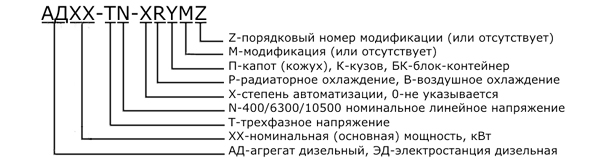 АДХХ-TN-XRYMZ
Z-порядковый номер модификации (или отсутствует)
М-модификация (или отсутствует)
П-капот (кожух), К-кузов, БК-блок-контейнер
Р-радиаторное охлаждение, В-воздушное охлаждение
Х-степень автоматизации, 0-не указывается
N-400/6300/10500 номинальное линейное напряжение
Т-трехфазное напряжение
ХХ-номинальная (основная) мощность, кВт
АД-агрегат дизельный, ЭД-электростанция дизельная